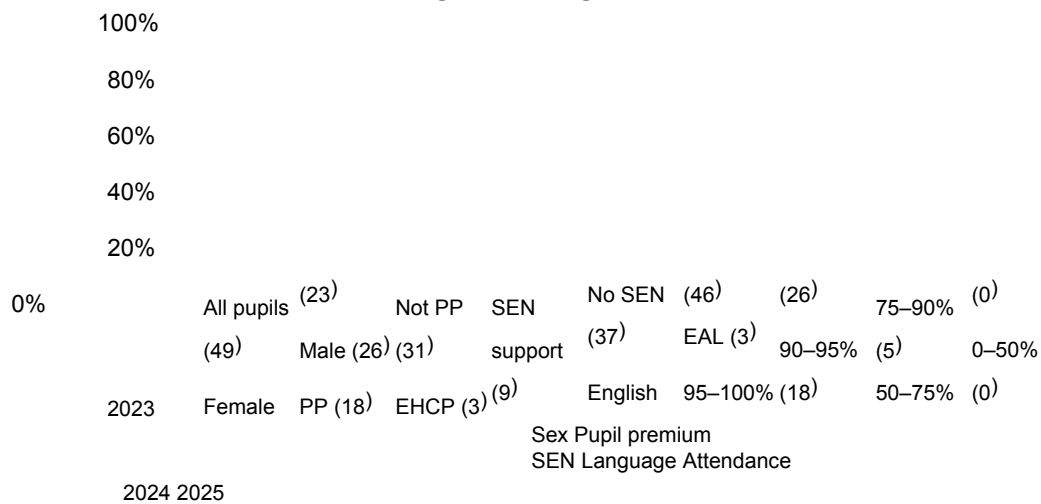 100%
80%
60%
40%
20%
0%
All pupils (23) Not PP SEN No SEN (46) (26) 75–90% (0)
(49) Male (26) (31) support (37) EAL (3) 90–95% (5) 0–50%
2023 Female PP (18) EHCP (3) (9) English 95–100% (18) 50–75% (0)
Sex Pupil premium
SEN Language Attendance
2024 2025